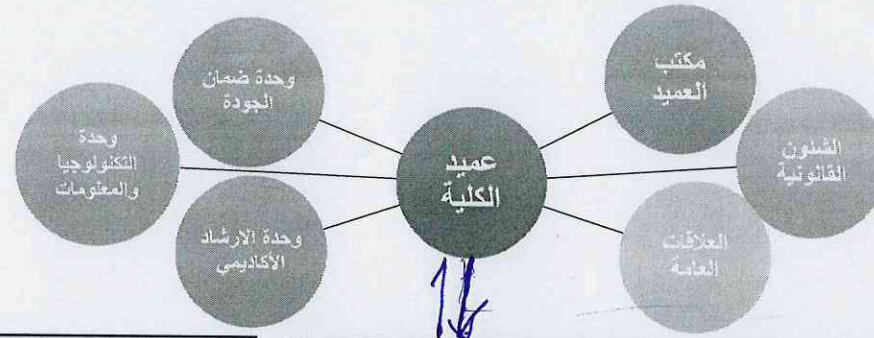 مكتب
العميد
الشئون
القانونية
العلاقات
العامة
عميد
الكلية
وحدة ضمان
الجودة
وحدة
التكنولوجيا
والمعلومات
وحدة الارشاد
الأكاديمي